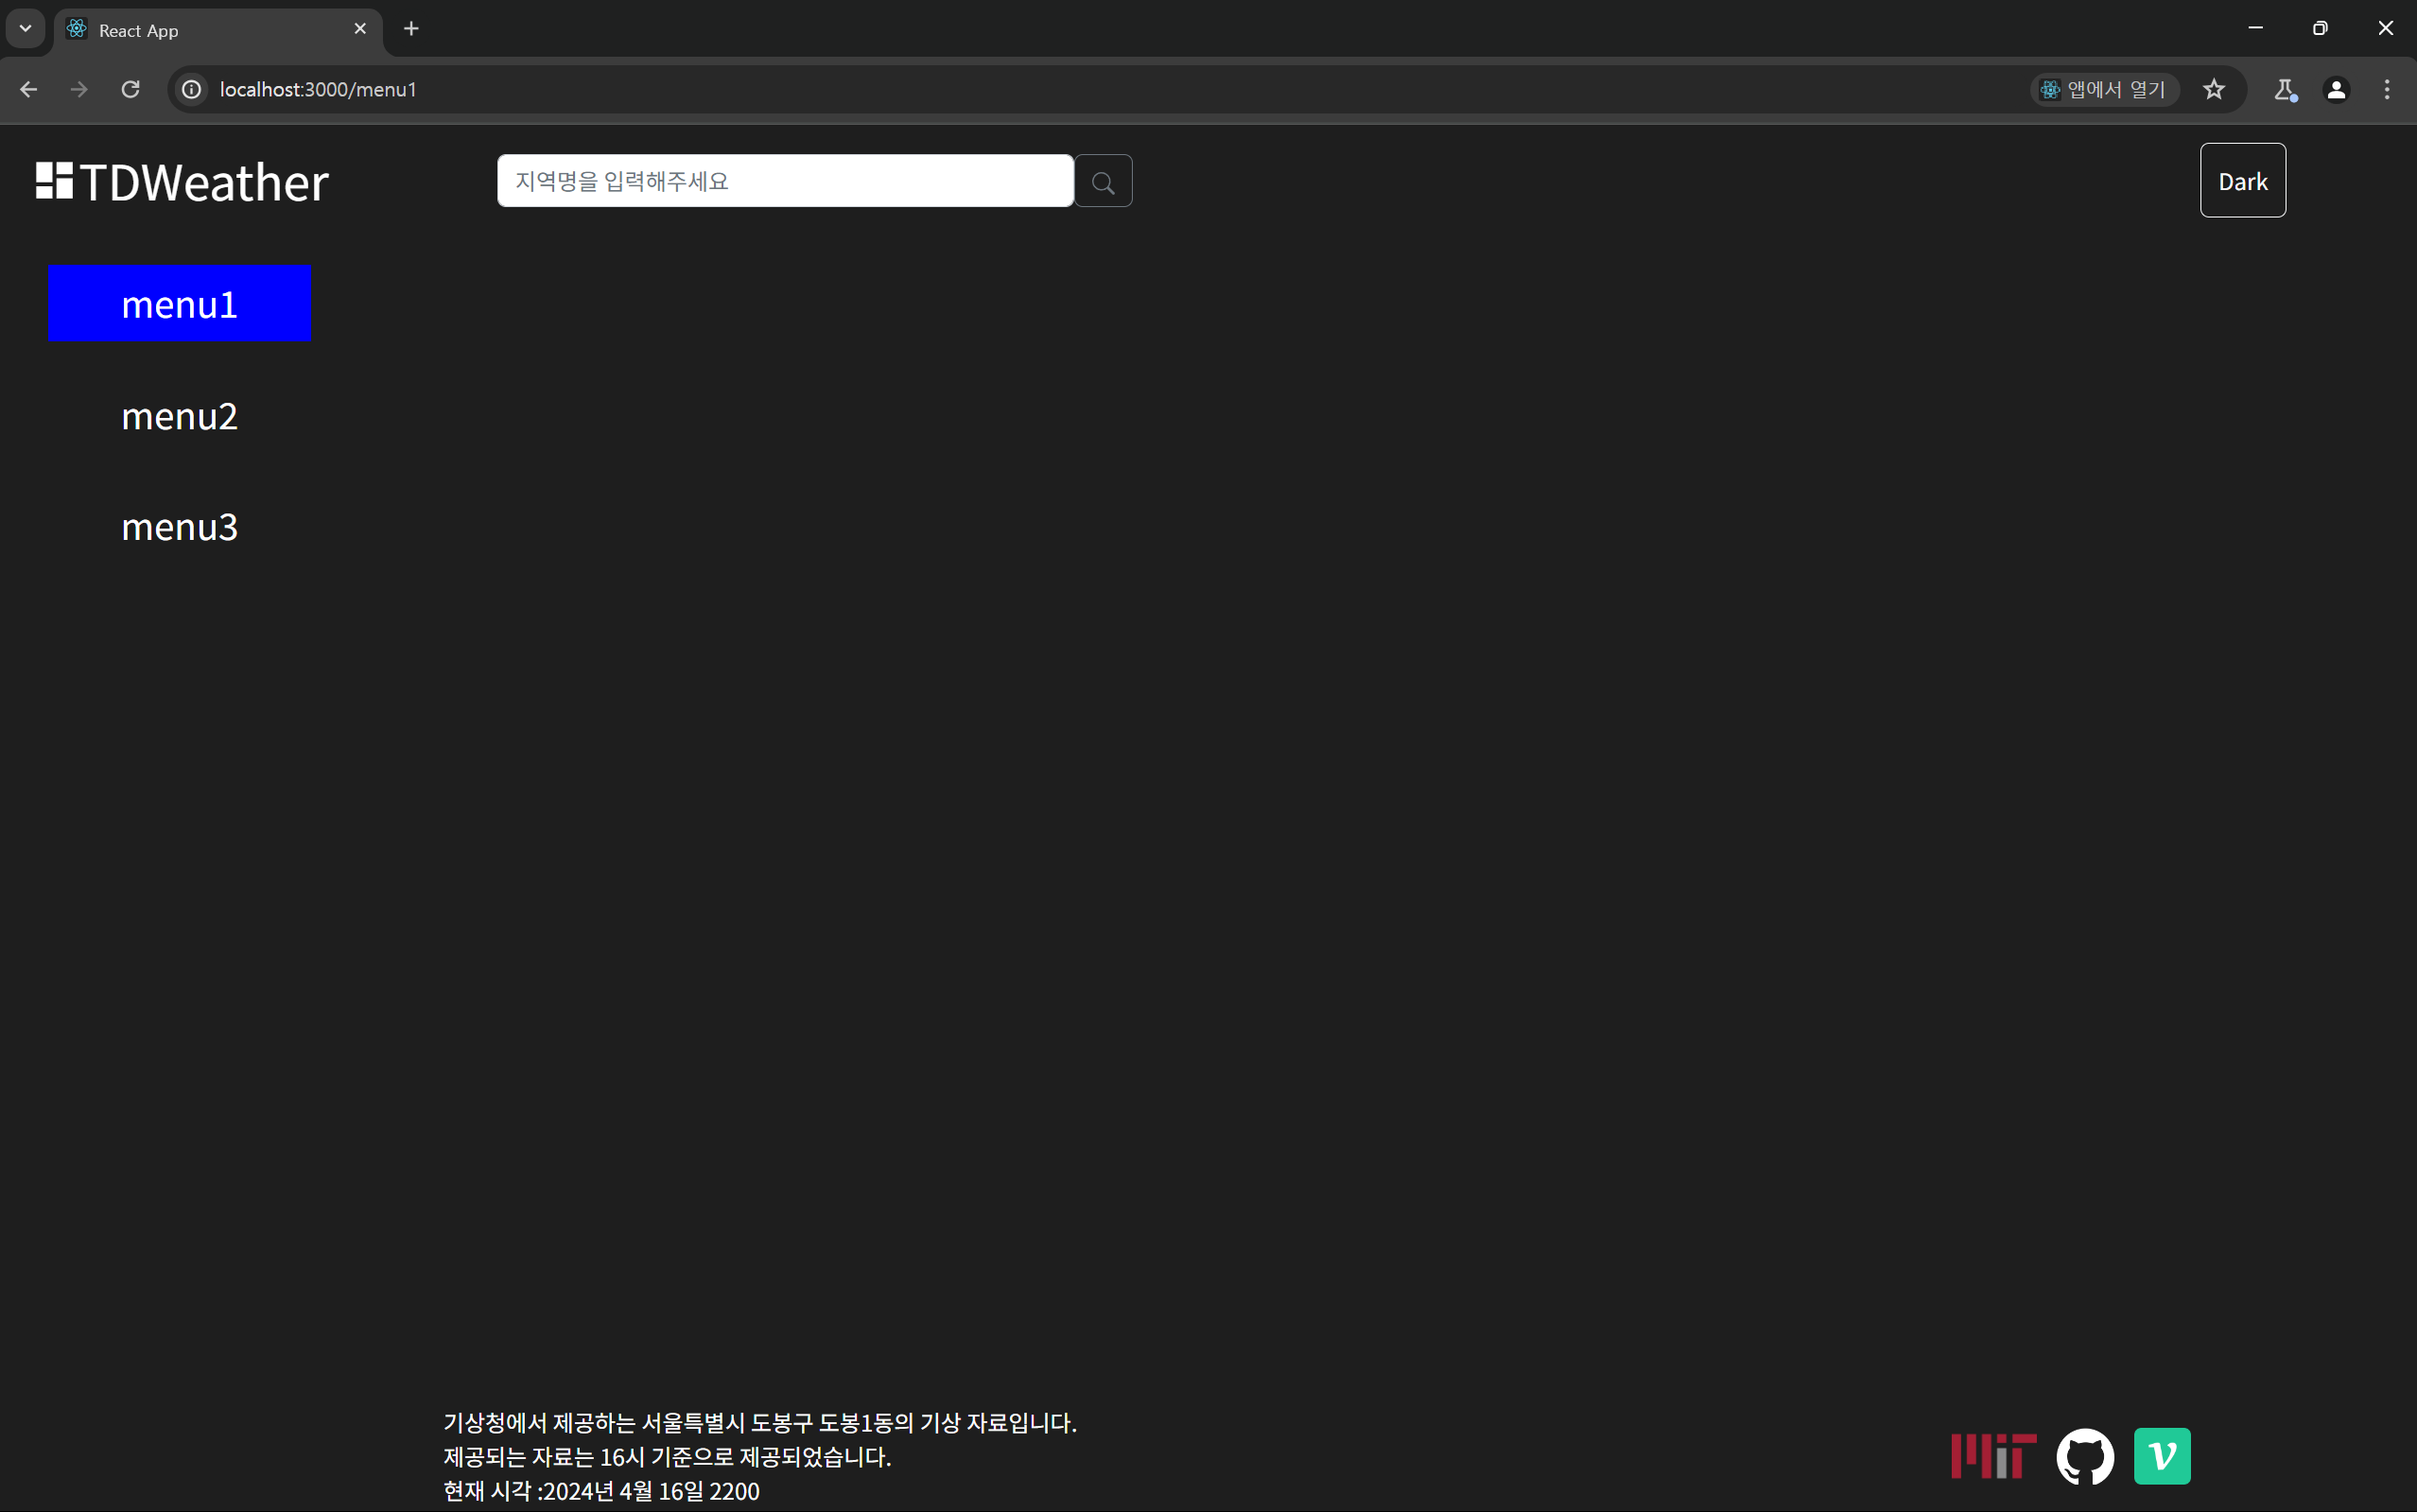 React App
localhost:3000/menu1
앱에서 열기
TDWeather
지역명을 입력해주세요
Dark
menu1
menu2
menu3
기상청에서 제공하는 서울특별시 도봉구 도봉1동의 기상 자료입니다.
제공되는 자료는 16시 기준으로 제공되었습니다.
현재 시각 :2024년 4월 16일 2200
MiT
V